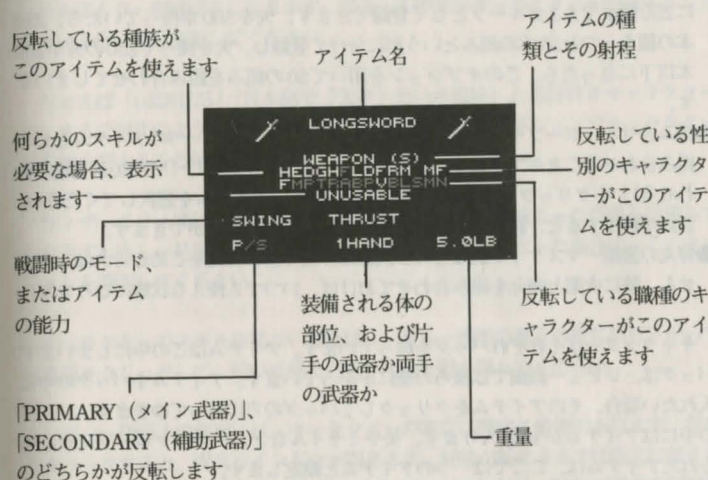 反転している種族が
このアイテムを使えます
アイテム名
アイテムの種
類とその射程
何らかのスキルが
必要な場合、表示
されます
LONGSWORD
WEAPON (S)
HEDGHFLDFRM MF
FMPTRABPVBLSMN
UNUSABLE
SWING THRUST
P/S 1HAND 5.0LB
反転している性
別のキャラクタ
ーがこのアイテ
ムを使えます
戦闘時のモード、
またはアイテム
の能力
装備される体の
部位、および片
手の武器か両手
の武器か
反転している職種のキ
ャラクターがこのアイ
テムを使えます
「PRIMARY（メイン武器）」、
「SECONDARY（補助武器）」
のどちらかが反転します
重量